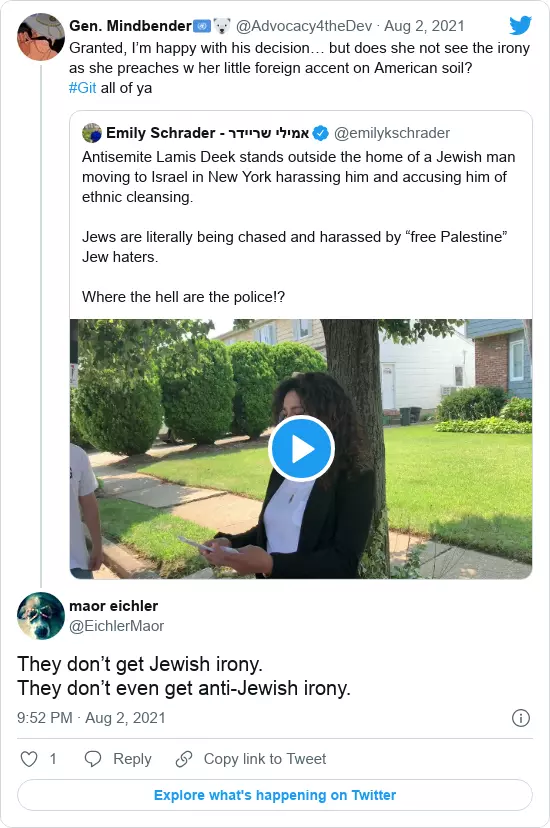 Gen. Mindbender🇺🇳🐻‍❄️ @Advocacy4theDev · Aug 2, 2021
Granted, I’m happy with his decision… but does she not see the irony
as she preaches w her little foreign accent on American soil?
#Git all of ya
Emily Schrader - אמילי שריידר @emilykschrader
Antisemite Lamis Deek stands outside the home of a Jewish man
moving to Israel in New York harassing him and accusing him of
ethnic cleansing.
Jews are literally being chased and harassed by “free Palestine”
Jew haters.
Where the hell are the police!?
maor eichler
@EichlerMaor
They don’t get Jewish irony.
They don’t even get anti-Jewish irony.
9:52 PM · Aug 2, 2021
1 Reply Copy link to Tweet
Explore what's happening on Twitter